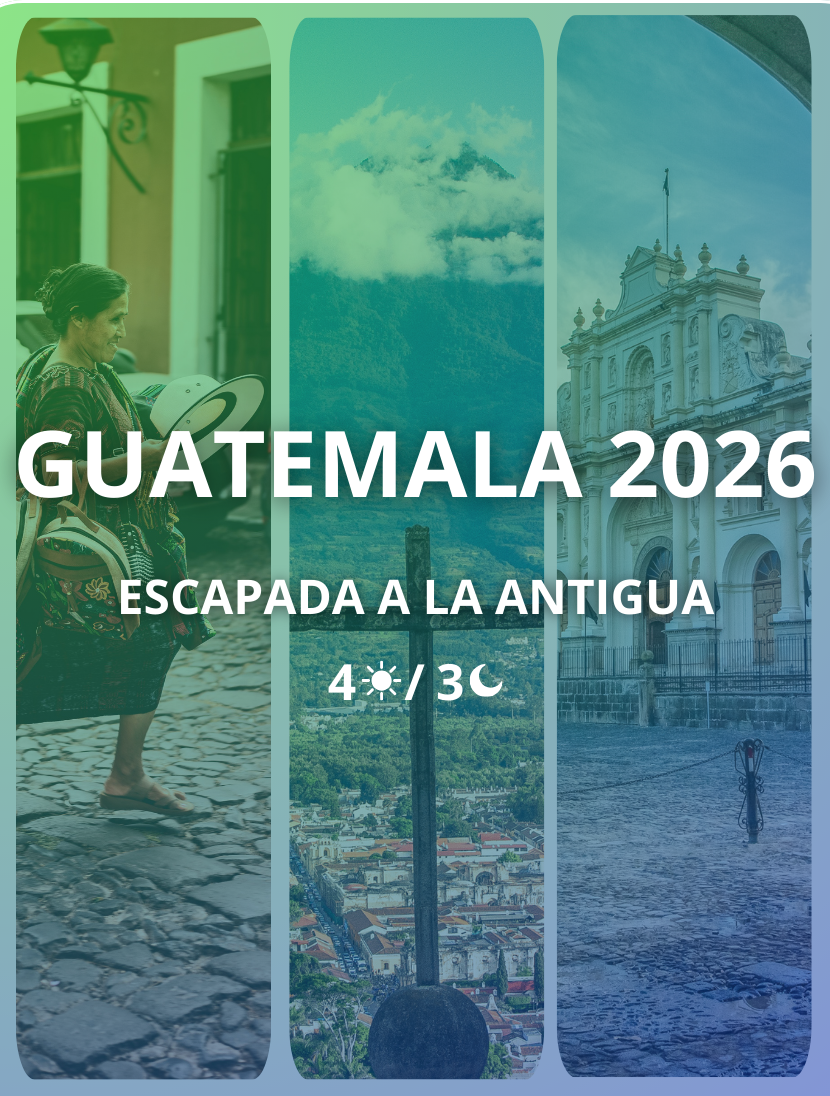 GUATEMALA 2026
ESCAPADA A LA ANTIGUA
4☀/ 3☾